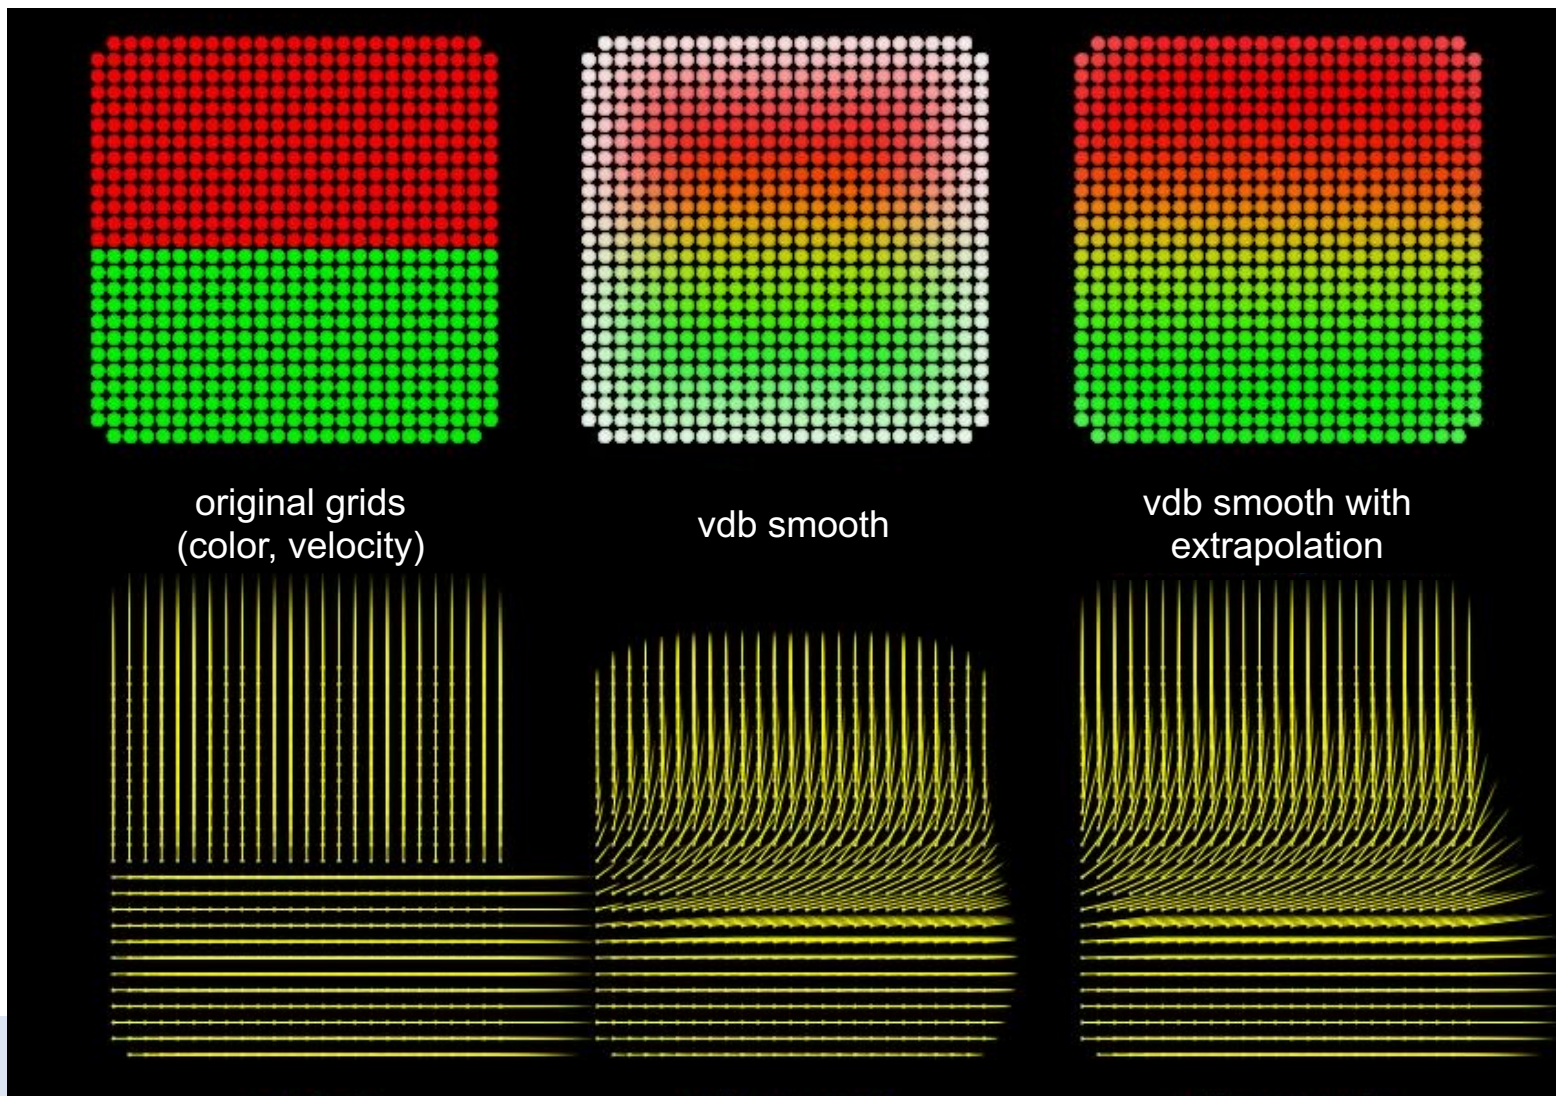 original grids
(color, velocity)
vdb smooth
vdb smooth with
extrapolation